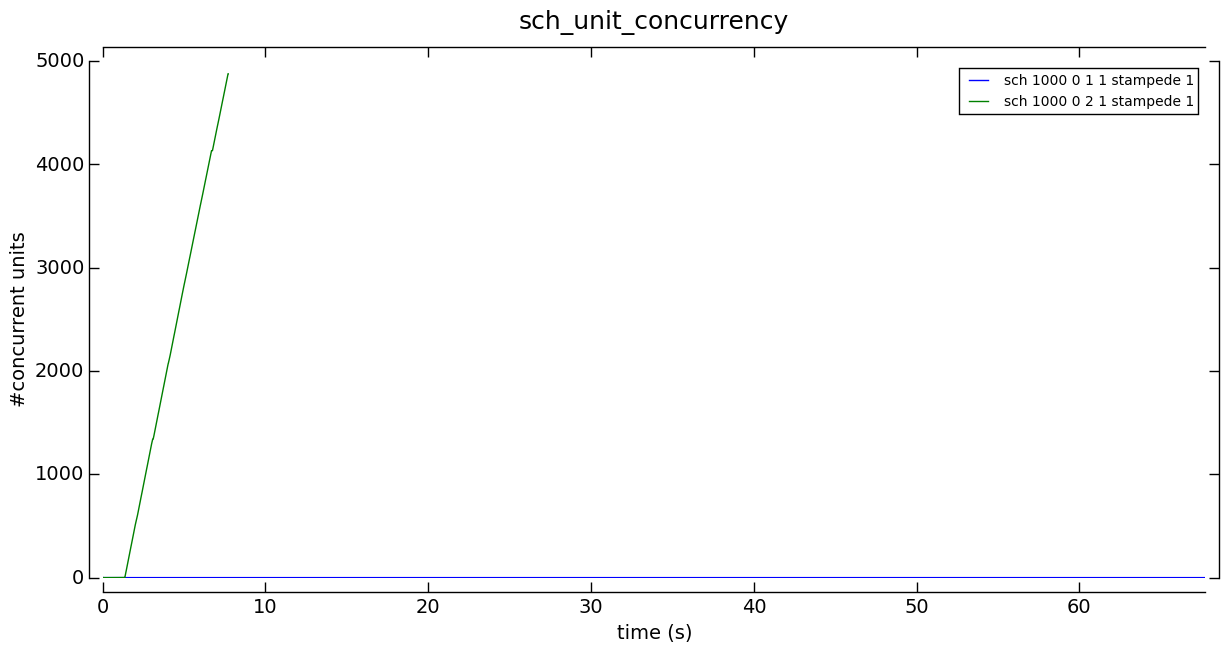 sch_unit_concurrency
5000
4000
3000
2000
1000
0
#concurrent units
sch 1000 0 1 1 stampede 1
sch 1000 0 2 1 stampede 1
0 10 20 30 40 50 60
time (s)